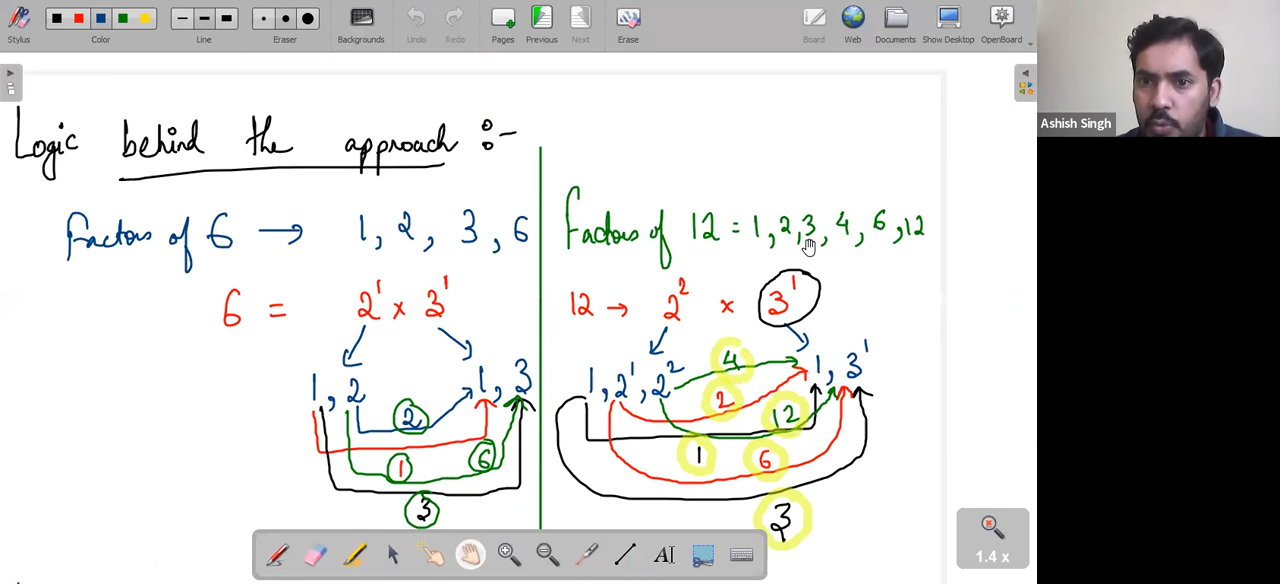 Stylus
Color
Line
Eraser
Backgrounds
Undo
Redo
Pages
Previous
Next
Erase
Board
Web
Documents
Show Desktop
OpenBoard
Ashish Singh
Logic behind the approach :-
Factors of 6 → 1, 2, 3, 6
6 = 2¹ × 3¹
1, 2
1, 3
2
1
6
3
Factors of 12 = 1, 2, 3, 4, 6, 12
12 → 2² × 3¹
1, 2¹, 2²
1, 3¹
4
2
12
1
6
3
AI
1.4 x